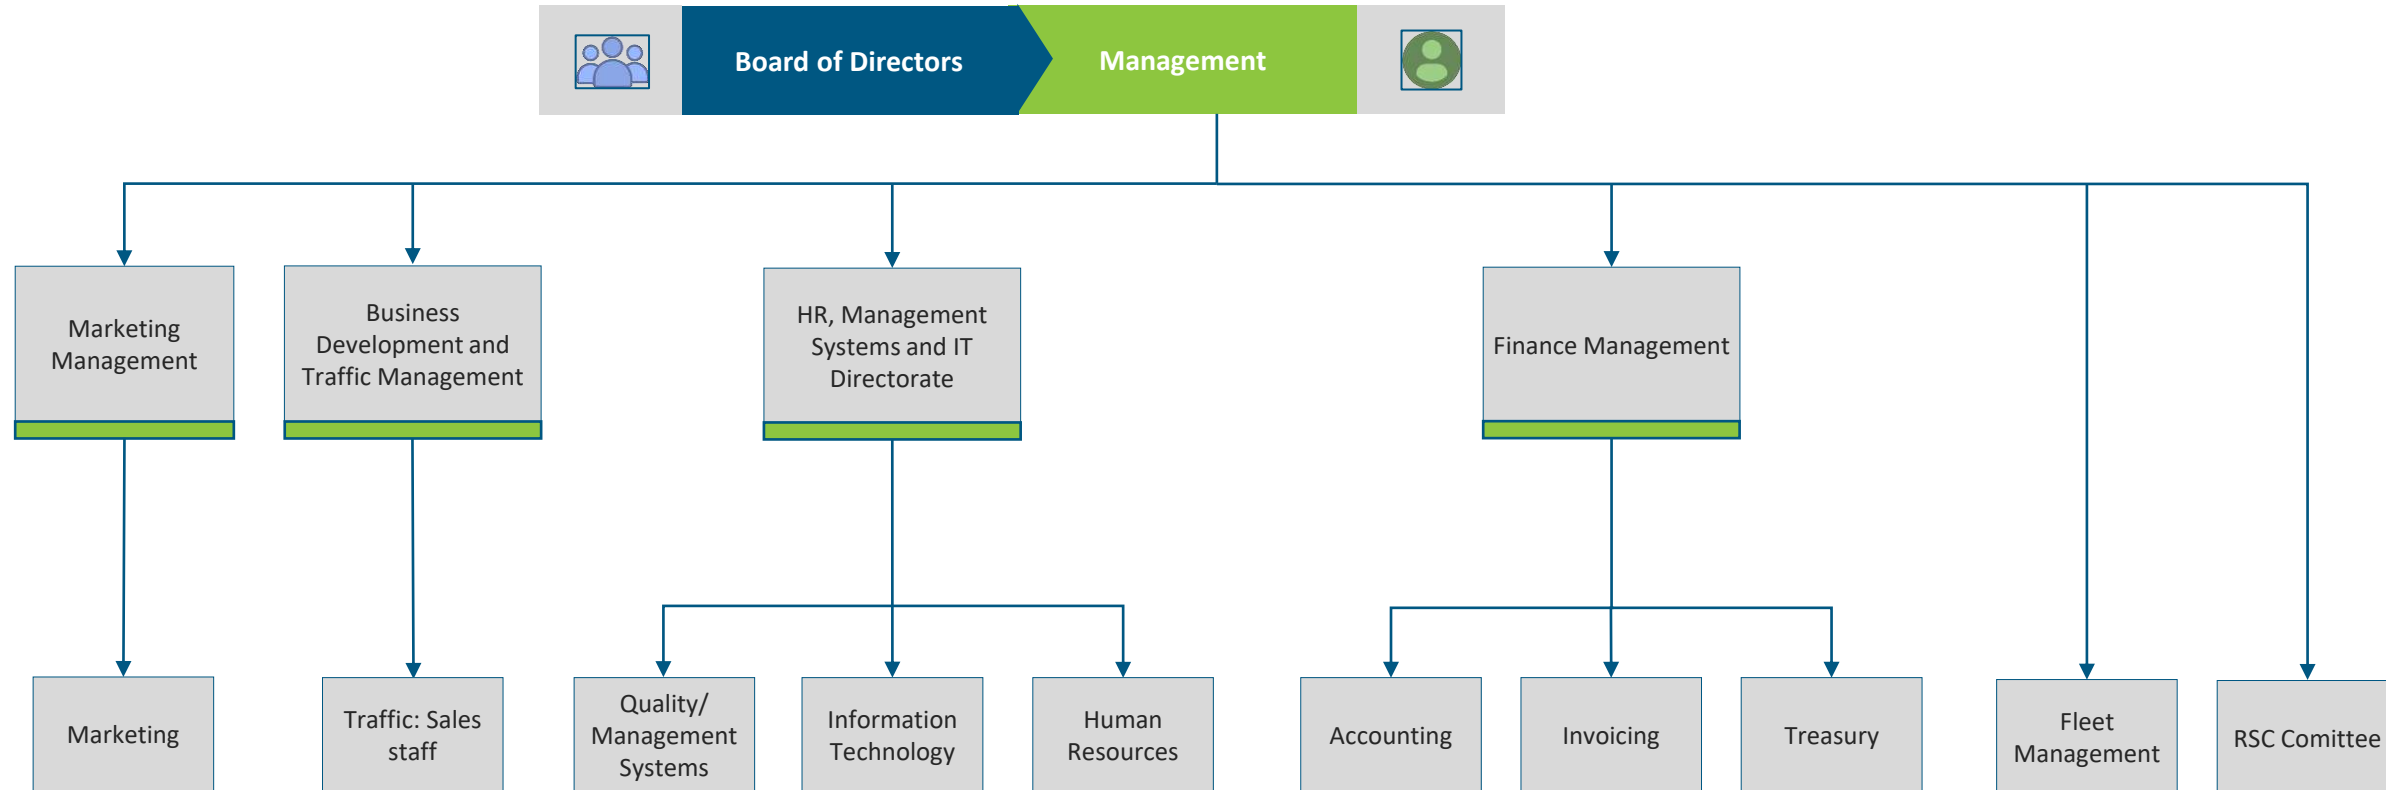 Board of Directors
Management
Marketing
Management
Business
Development and
Traffic Management
HR, Management
Systems and IT
Directorate
Finance Management
Marketing
Traffic: Sales
staff
Quality/
Management
Systems
Information
Technology
Human
Resources
Accounting
Invoicing
Treasury
Fleet
Management
RSC Comittee